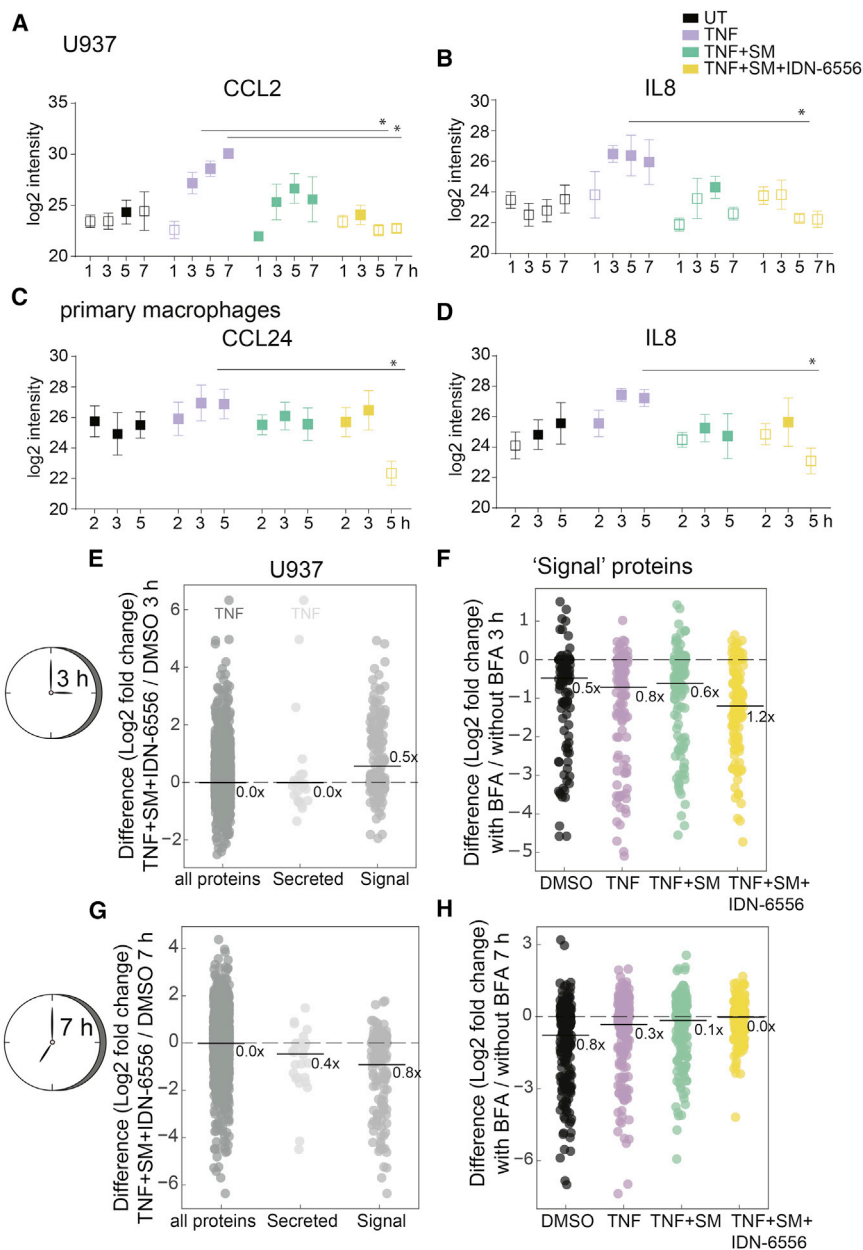 UT
TNF
TNF+SM
TNF+SM+IDN-6556
A
U937
CCL2
log2 intensity
35
30
25
20
1 3 5 7 1 3 5 7 1 3 5 7 1 3 5 7 h
* *
B
IL8
log2 intensity
30
28
26
24
22
20
1 3 5 7 1 3 5 7 1 3 5 7 1 3 5 7 h
*
C
primary macrophages
CCL24
log2 intensity
30
28
26
24
22
20
2 3 5 2 3 5 2 3 5 2 3 5 h
*
D
IL8
log2 intensity
30
28
26
24
22
20
2 3 5 2 3 5 2 3 5 2 3 5 h
*
3 h
E
U937
Difference (Log2 fold change)
TNF+SM+IDN-6556 / DMSO 3 h
6
4
2
0
−2
TNF TNF
0.0x 0.0x 0.5x
all proteins Secreted Signal
F
'Signal' proteins
Difference (Log2 fold change)
with BFA / without BFA 3 h
1
0
−1
−2
−3
−4
−5
0.5x 0.8x 0.6x 1.2x
DMSO TNF TNF+SM TNF+SM+
IDN-6556
7 h
G
Difference (Log2 fold change)
TNF+SM+IDN-6556 / DMSO 7 h
4
2
0
−2
−4
−6
0.0x 0.4x 0.8x
all proteins Secreted Signal
H
Difference (Log2 fold change)
with BFA / without BFA 7 h
3
0
−3
−6
0.8x 0.3x 0.1x 0.0x
DMSO TNF TNF+SM TNF+SM+
IDN-6556